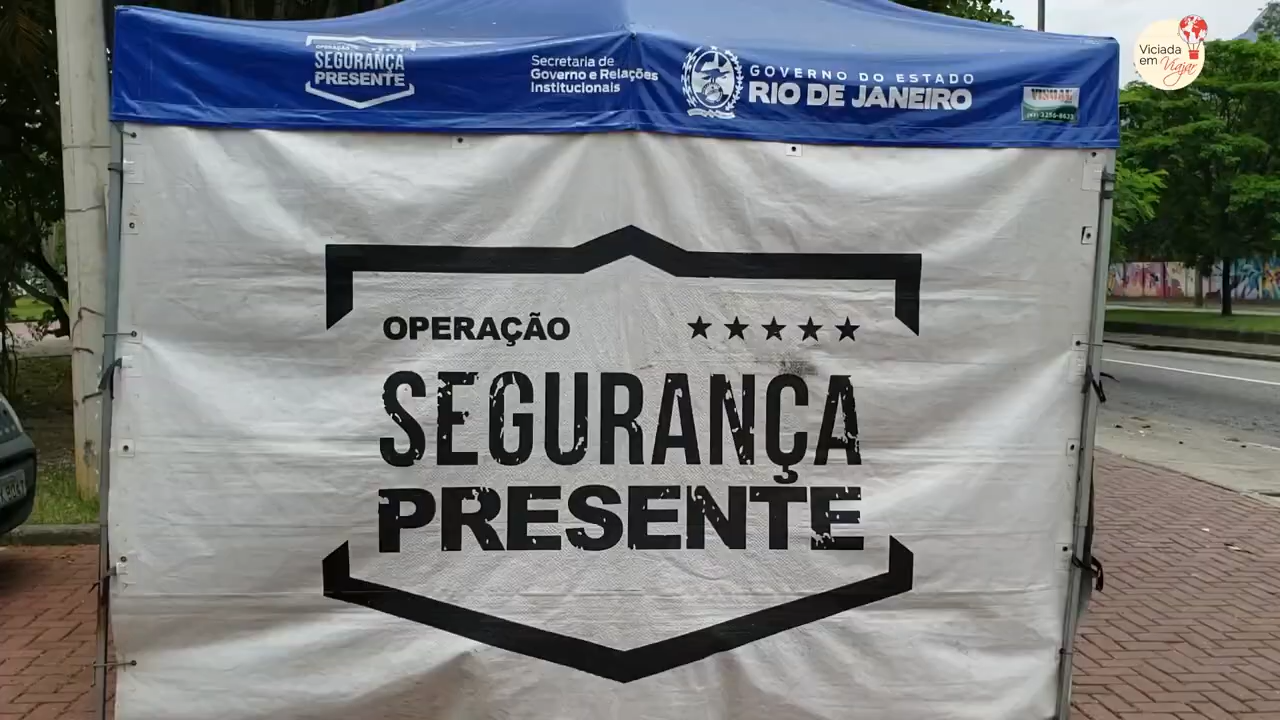 OPERAÇÃO
SEGURANÇA
PRESENTE
Secretaria de
Governo e Relações
Institucionais
GOVERNO DO ESTADO
RIO DE JANEIRO
VISUAL
Viciada
em
Viajar
OPERAÇÃO
SEGURANÇA
PRESENTE